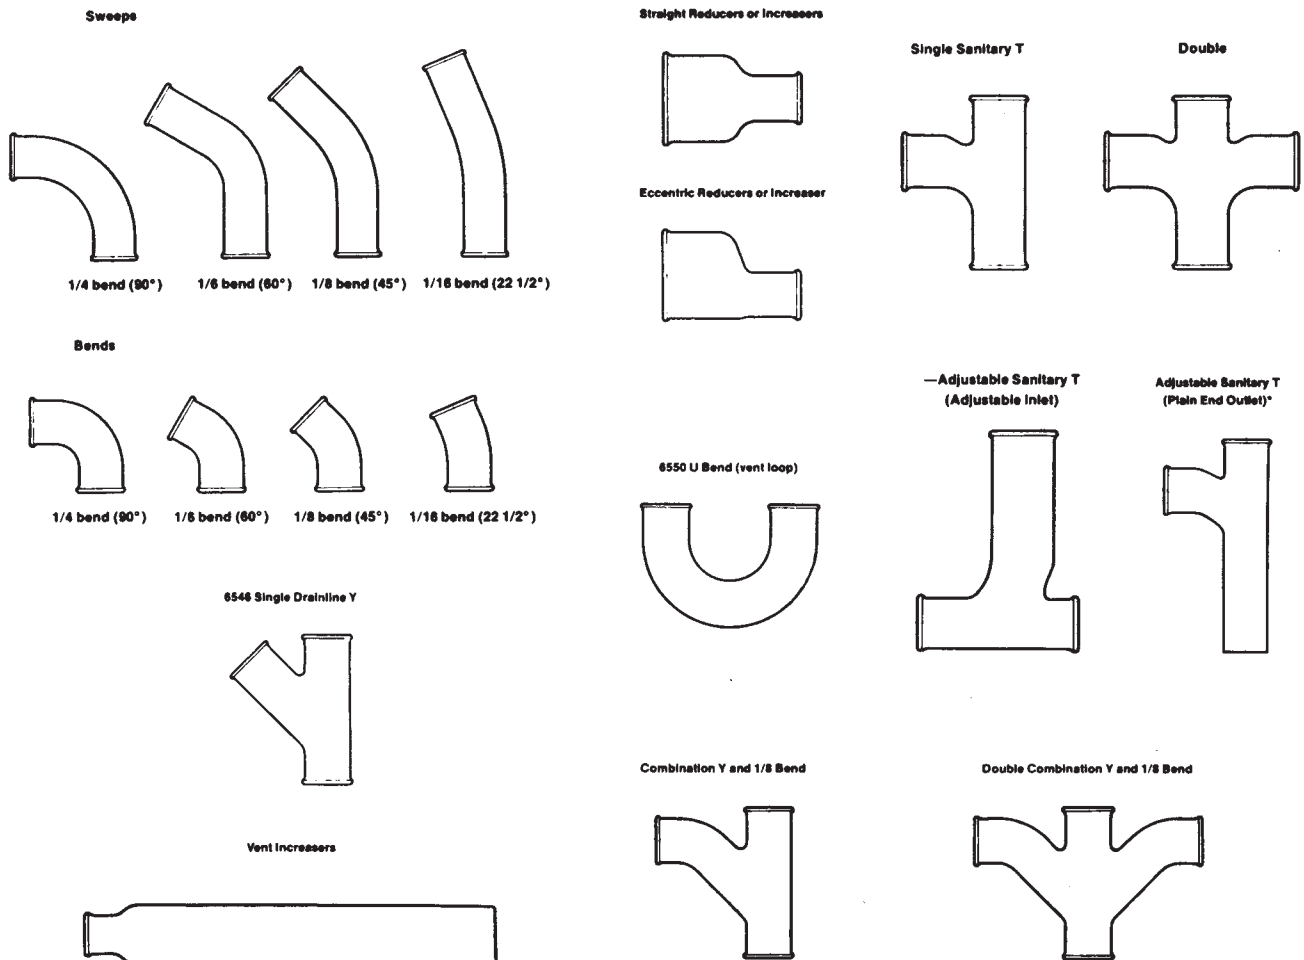 Sweeps
1/4 bend (90°)
1/6 bend (60°)
1/8 bend (45°)
1/16 bend (22 1/2°)
Bends
1/4 bend (90°)
1/6 bend (60°)
1/8 bend (45°)
1/16 bend (22 1/2°)
6546 Single Drainline Y
Vent Increasers
Straight Reducers or Increasers
Eccentric Reducers or Increaser
6550 U Bend (vent loop)
Combination Y and 1/8 Bend
Single Sanitary T
Double
—Adjustable Sanitary T
(Adjustable Inlet)
Adjustable Sanitary T
(Plain End Outlet)*
Double Combination Y and 1/8 Bend